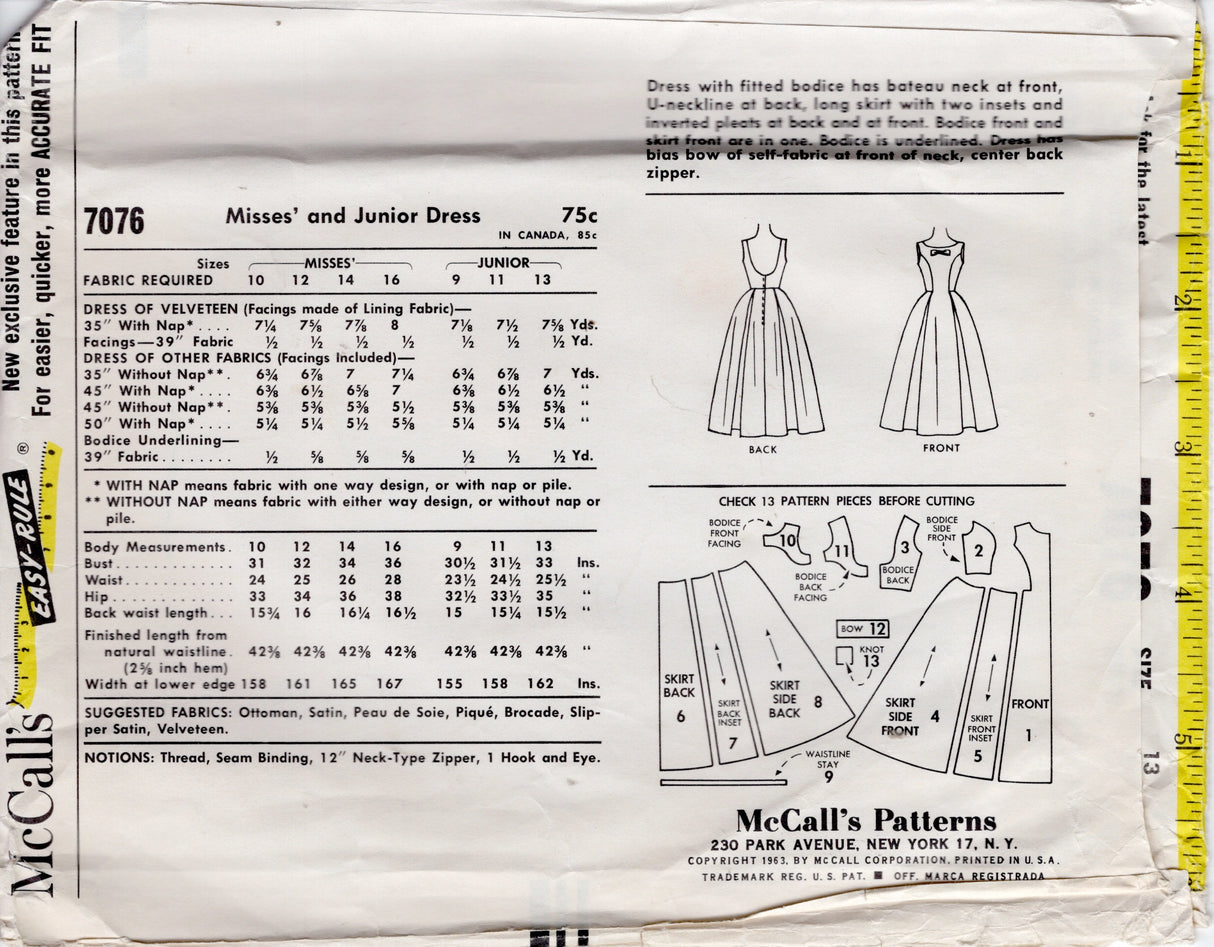 New exclusive feature in this pattern
For easier, quicker, more ACCURATE FIT
EASY-RULE ®
McCall's
7076 Misses' and Junior Dress 75c
IN CANADA, 85c
Sizes MISSES' JUNIOR
FABRIC REQUIRED 10 12 14 16 9 11 13
DRESS OF VELVETEEN (Facings made of Lining Fabric)—
35″ With Nap* . . . . 7¼ 7⅝ 7⅞ 8 7⅛ 7½ 7⅝ Yds.
Facings—39″ Fabric ½ ½ ½ ½ ½ ½ ½ Yd.
DRESS OF OTHER FABRICS (Facings Included)—
35″ Without Nap**. 6¾ 6⅞ 7 7¼ 6¾ 6⅞ 7 Yds.
45″ With Nap* . . . . 6⅜ 6½ 6⅝ 7 6⅜ 6½ 6½ “
45″ Without Nap**. 5⅜ 5⅜ 5⅜ 5½ 5⅜ 5⅜ 5⅜ “
50″ With Nap* . . . . 5¼ 5¼ 5½ 5⅝ 5¼ 5¼ 5¼ “
Bodice Underlining—
39″ Fabric . . . . . . . . ½ ⅝ ⅝ ⅝ ½ ½ ½ Yd.
* WITH NAP means fabric with one way design, or with nap or pile.
** WITHOUT NAP means fabric with either way design, or without nap or
pile.
Body Measurements. 10 12 14 16 9 11 13
Bust . . . . . . . . . . . . . 31 32 34 36 30½ 31½ 33 Ins.
Waist . . . . . . . . . . . . 24 25 26 28 23½ 24½ 25½ “
Hip . . . . . . . . . . . . . 33 34 36 38 32½ 33½ 35 “
Back waist length . . . 15¾ 16 16¼ 16½ 15 15¼ 15½ “
Finished length from
natural waistline. 42⅜ 42⅜ 42⅜ 42⅜ 42⅜ 42⅜ 42⅜ “
(2⅝ inch hem)
Width at lower edge 158 161 165 167 155 158 162 Ins.
SUGGESTED FABRICS: Ottoman, Satin, Peau de Soie, Piqué, Brocade, Slip-
per Satin, Velveteen.
NOTIONS: Thread, Seam Binding, 12″ Neck-Type Zipper, 1 Hook and Eye.
Dress with fitted bodice has bateau neck at front,
U-neckline at back, long skirt with two insets and
inverted pleats at back and at front. Bodice front and
skirt front are in one. Bodice is underlined. Dress has
bias bow of self-fabric at front of neck, center back
zipper.
BACK
FRONT
CHECK 13 PATTERN PIECES BEFORE CUTTING
BODICE
FRONT
FACING
10
11
BODICE
BACK
FACING
3
BODICE
BACK
BODICE
SIDE
FRONT
2
BOW 12
KNOT
13
SKIRT
BACK
6
SKIRT
BACK
INSET
7
SKIRT
SIDE
BACK
8
SKIRT
SIDE
FRONT
4
SKIRT
FRONT
INSET
5
FRONT
1
WAISTLINE
STAY
9
McCall's Patterns
230 PARK AVENUE, NEW YORK 17, N. Y.
COPYRIGHT 1963, BY McCALL CORPORATION, PRINTED IN U. S. A.
TRADEMARK REG. U. S. PAT. ■ OFF. MARCA REGISTRADA
for the latest
SIZE
13
1
2
3
4
5